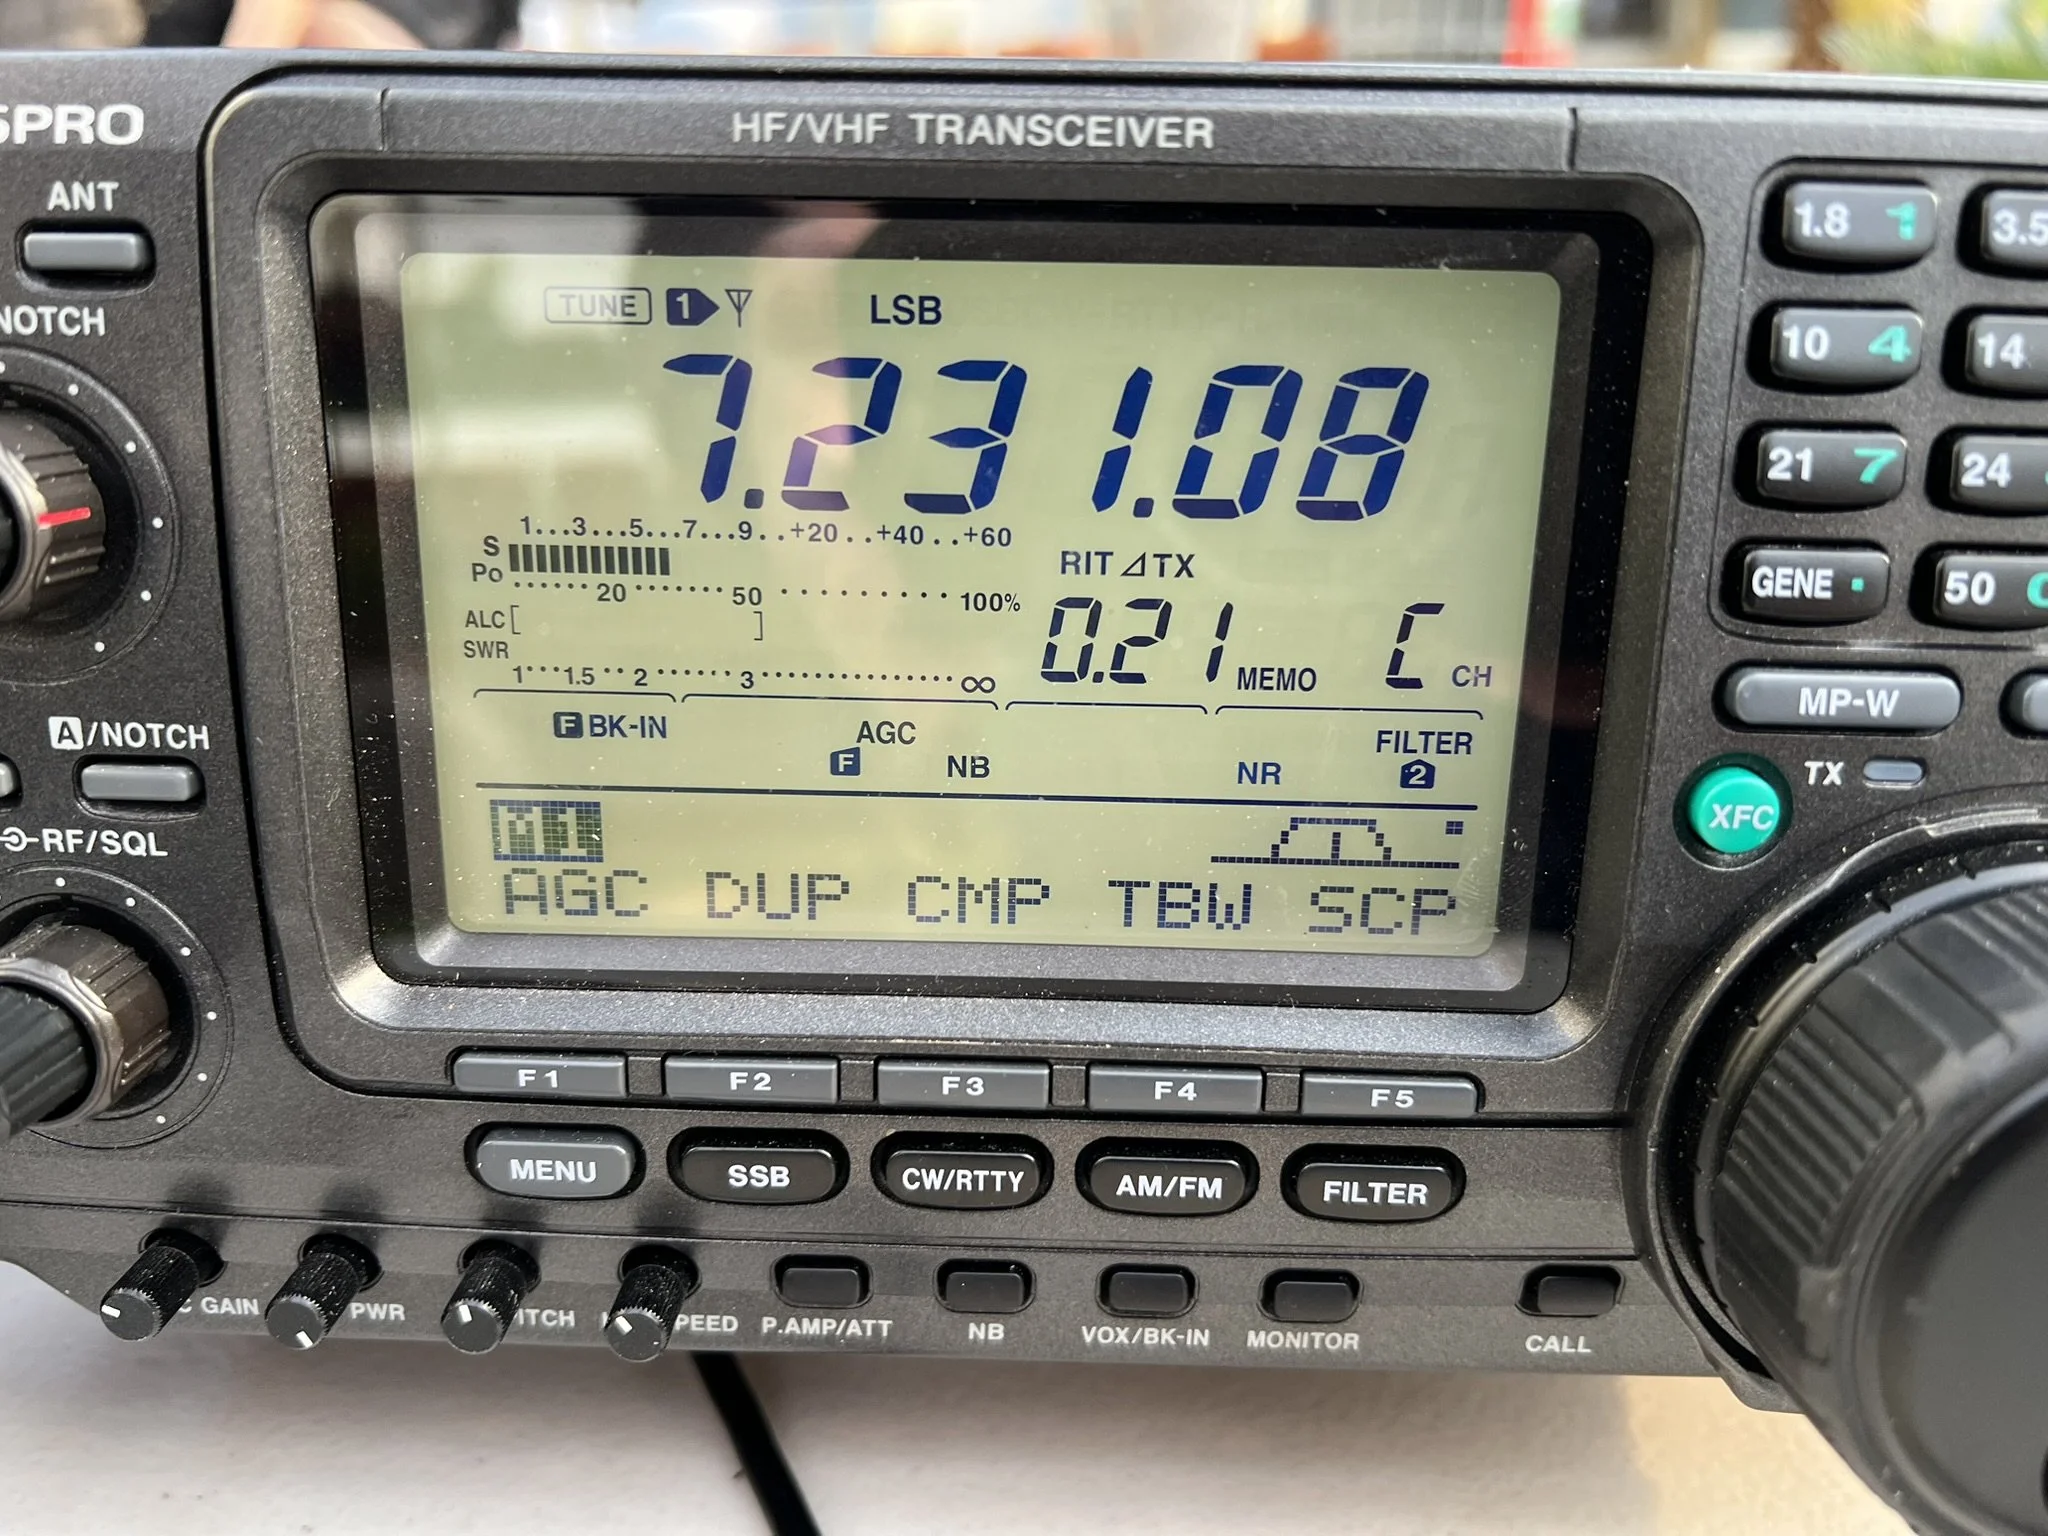 5PRO
HF/VHF TRANSCEIVER
ANT
NOTCH
A/NOTCH
RF/SQL
TUNE 1 LSB
7.231.08
1...3...5...7...9..+20..+40..+60
S
Po
20 50 100%
ALC
SWR
1 1.5 2 3 ∞
RIT ⊿TX
0.21 MEMO C CH
F BK-IN AGC FILTER
F NB NR 2
M1
AGC DUP CMP TBW SCP
F1 F2 F3 F4 F5
MENU SSB CW/RTTY AM/FM FILTER
GAIN PWR ITCH PEED P.AMP/ATT NB VOX/BK-IN MONITOR CALL
1.8 1 3.5
10 4 14
21 7 24
GENE · 50
MP-W
XFC TX